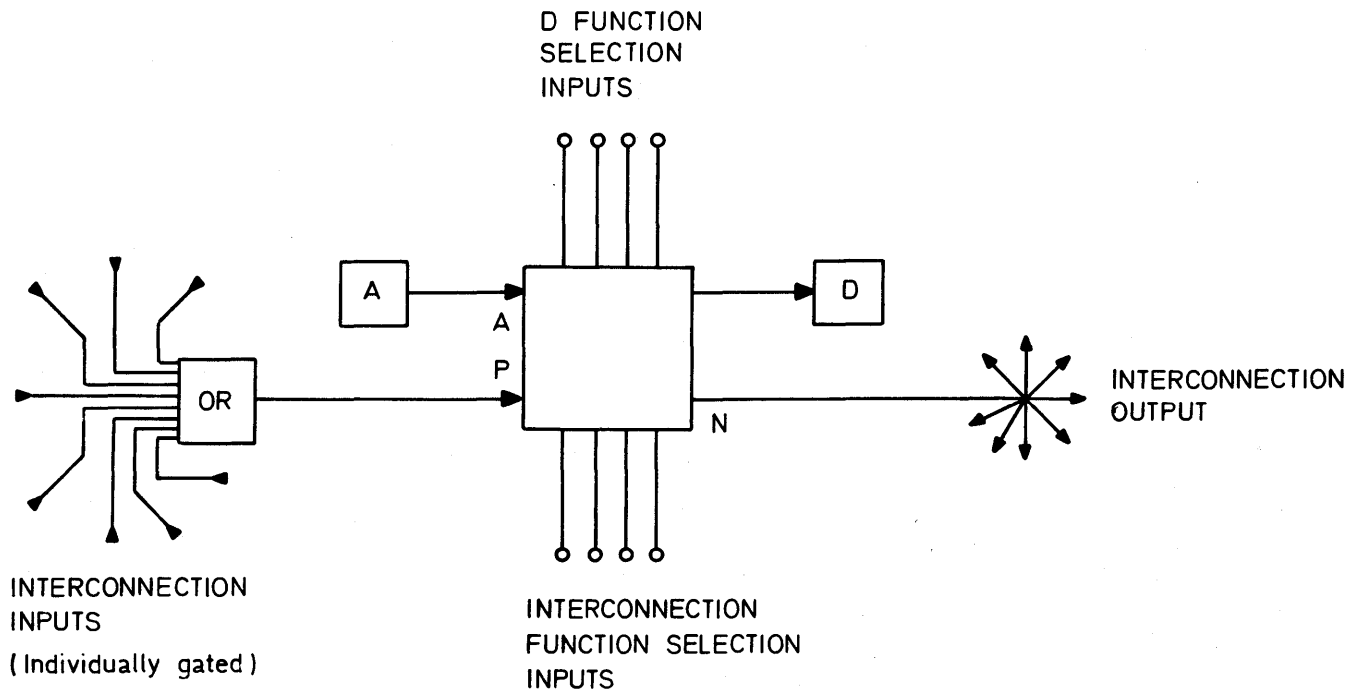 D FUNCTION
SELECTION
INPUTS
A
A
D
P
OR
N
INTERCONNECTION
OUTPUT
INTERCONNECTION
INPUTS
(Individually gated)
INTERCONNECTION
FUNCTION SELECTION
INPUTS